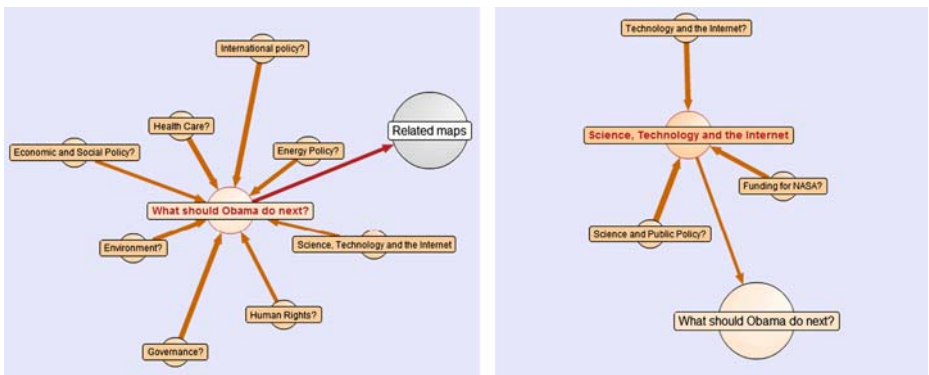 International policy?
Health Care?
Related maps
Economic and Social Policy?
Energy Policy?
What should Obama do next?
Environment?
Science, Technology and the Internet
Human Rights?
Governance?
Technology and the Internet?
Science, Technology and the Internet
Funding for NASA?
Science and Public Policy?
What should Obama do next?